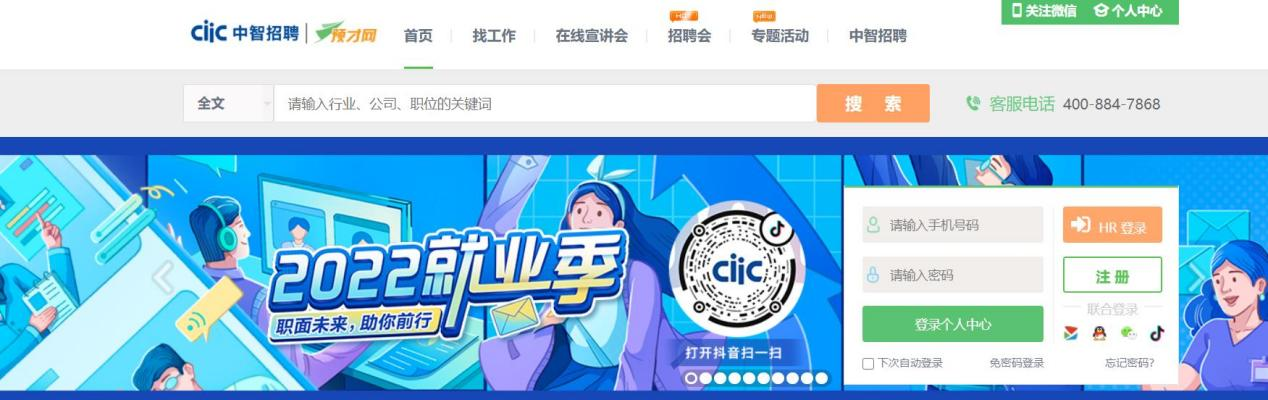 关注微信 个人中心
ciic 中智招聘 预才网
首页 找工作 在线宣讲会 招聘会 专题活动 中智招聘
HOT NEW
全文 请输入行业、公司、职位的关键词 搜 索 客服电话 400-884-7868
2022就业季
职面未来,助你前行
ciic
打开抖音扫一扫
请输入手机号码 HR 登录
请输入密码 注 册
联合登录
登录个人中心
下次自动登录 免密码登录 忘记密码?